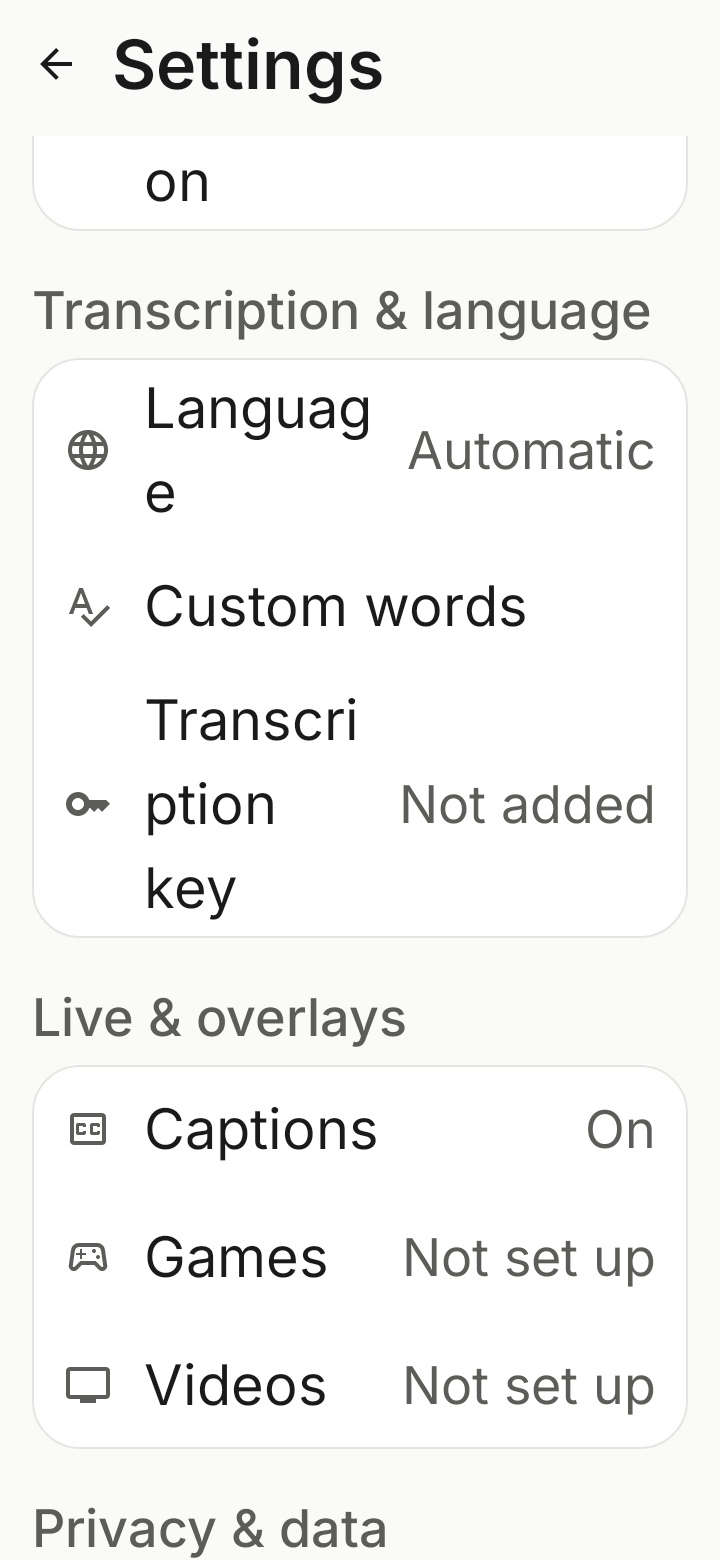 Settings
on
Transcription & language
Languag
e
Automatic
Custom words
Transcri
ption
key
Not added
Live & overlays
Captions
On
Games
Not set up
Videos
Not set up
Privacy & data